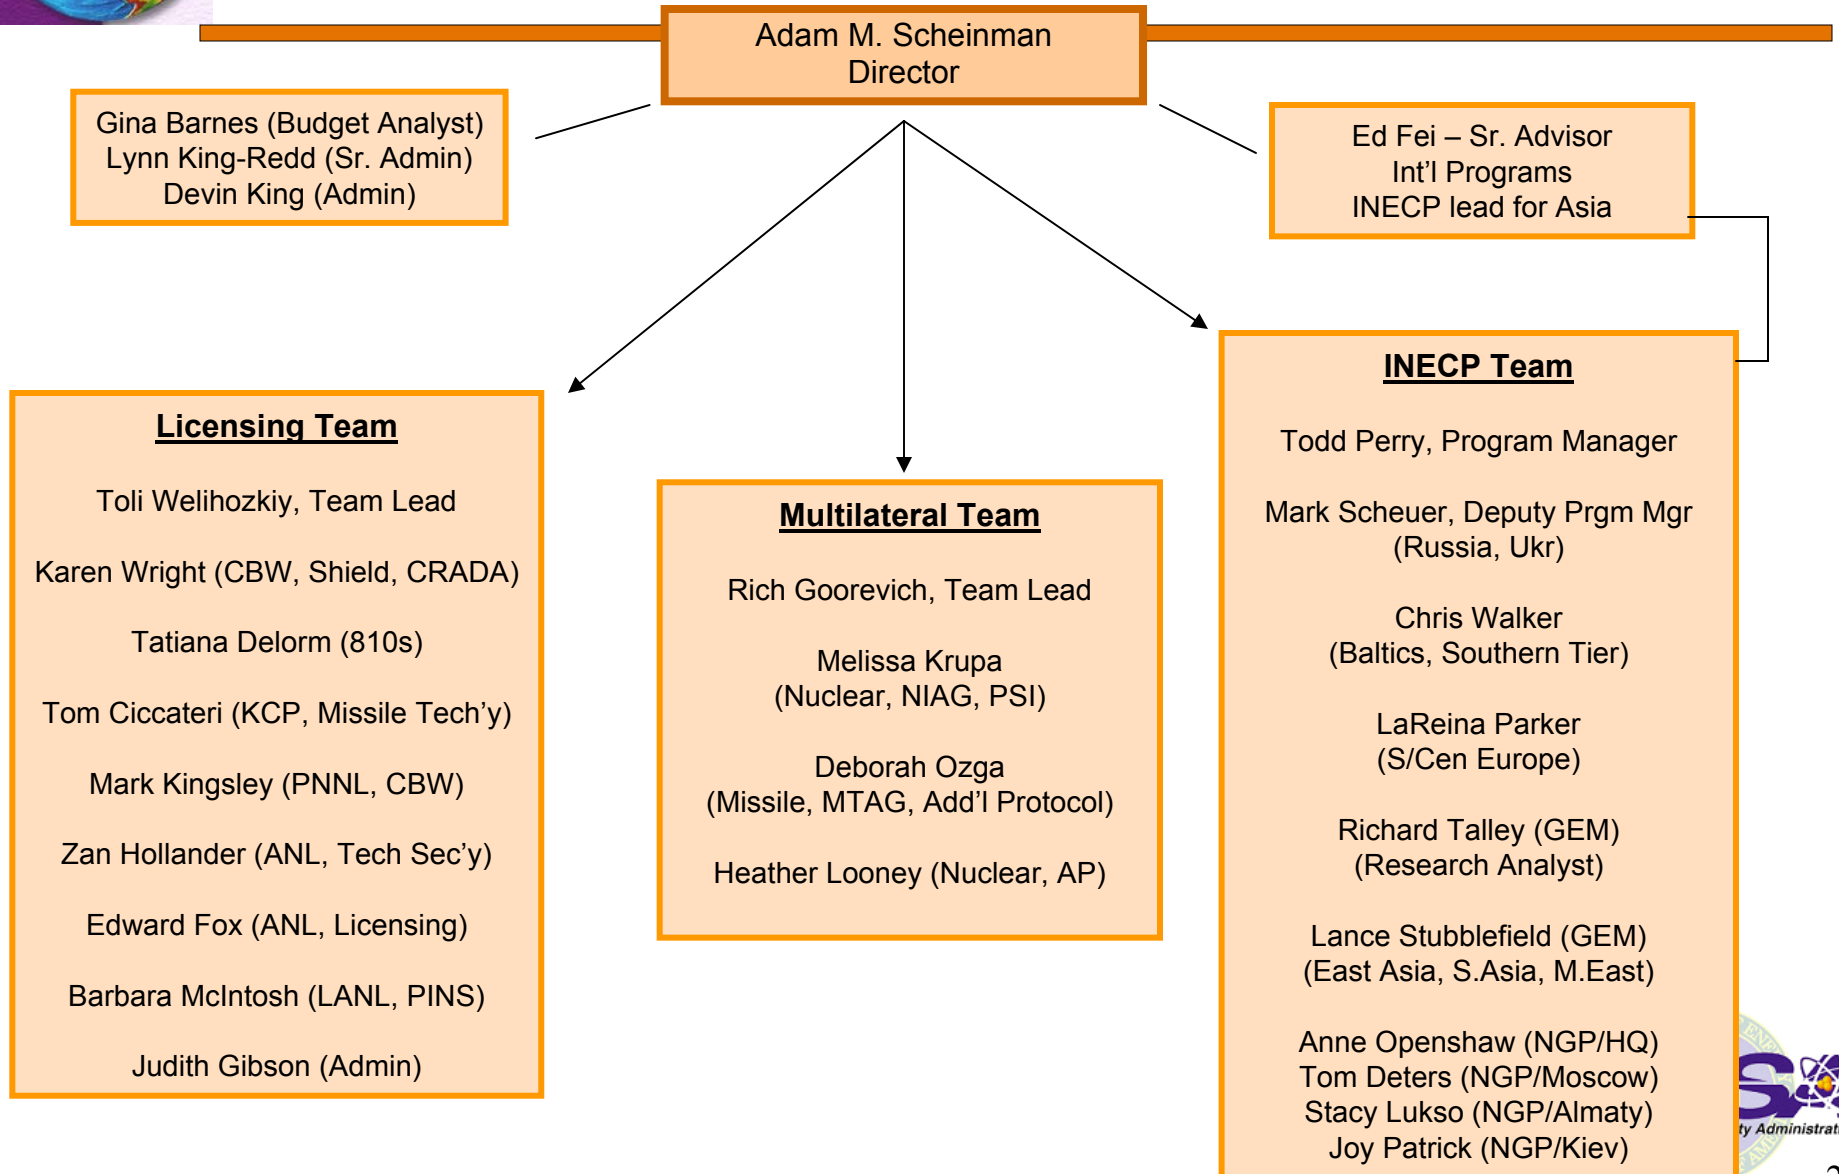 Adam M. Scheinman
Director
Gina Barnes (Budget Analyst)
Lynn King-Redd (Sr. Admin)
Devin King (Admin)
Ed Fei – Sr. Advisor
Int'l Programs
INECP lead for Asia
Licensing Team
Toli Welihozkiy, Team Lead
Karen Wright (CBW, Shield, CRADA)
Tatiana Delorm (810s)
Tom Ciccateri (KCP, Missile Tech'y)
Mark Kingsley (PNNL, CBW)
Zan Hollander (ANL, Tech Sec'y)
Edward Fox (ANL, Licensing)
Barbara McIntosh (LANL, PINS)
Judith Gibson (Admin)
Multilateral Team
Rich Goorevich, Team Lead
Melissa Krupa
(Nuclear, NIAG, PSI)
Deborah Ozga
(Missile, MTAG, Add'l Protocol)
Heather Looney (Nuclear, AP)
INECP Team
Todd Perry, Program Manager
Mark Scheuer, Deputy Prgm Mgr
(Russia, Ukr)
Chris Walker
(Baltics, Southern Tier)
LaReina Parker
(S/Cen Europe)
Richard Talley (GEM)
(Research Analyst)
Lance Stubblefield (GEM)
(East Asia, S.Asia, M.East)
Anne Openshaw (NGP/HQ)
Tom Deters (NGP/Moscow)
Stacy Lukso (NGP/Almaty)
Joy Patrick (NGP/Kiev)